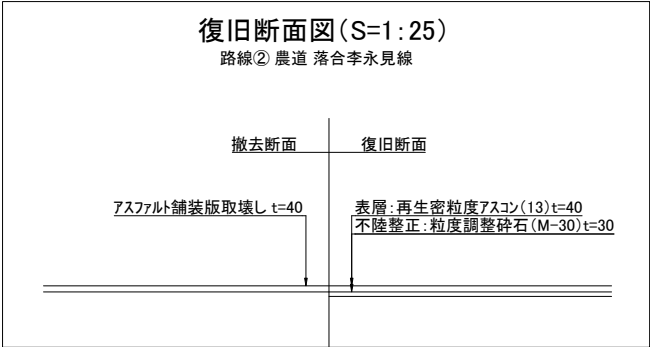 復旧断面図(S=1:25)
路線② 農道 落合李永見線
撤去断面
復旧断面
アスファルト舗装版取壊し t=40
表層:再生密粒度アスコン(13)t=40
不陸整正:粒度調整砕石(M-30)t=30